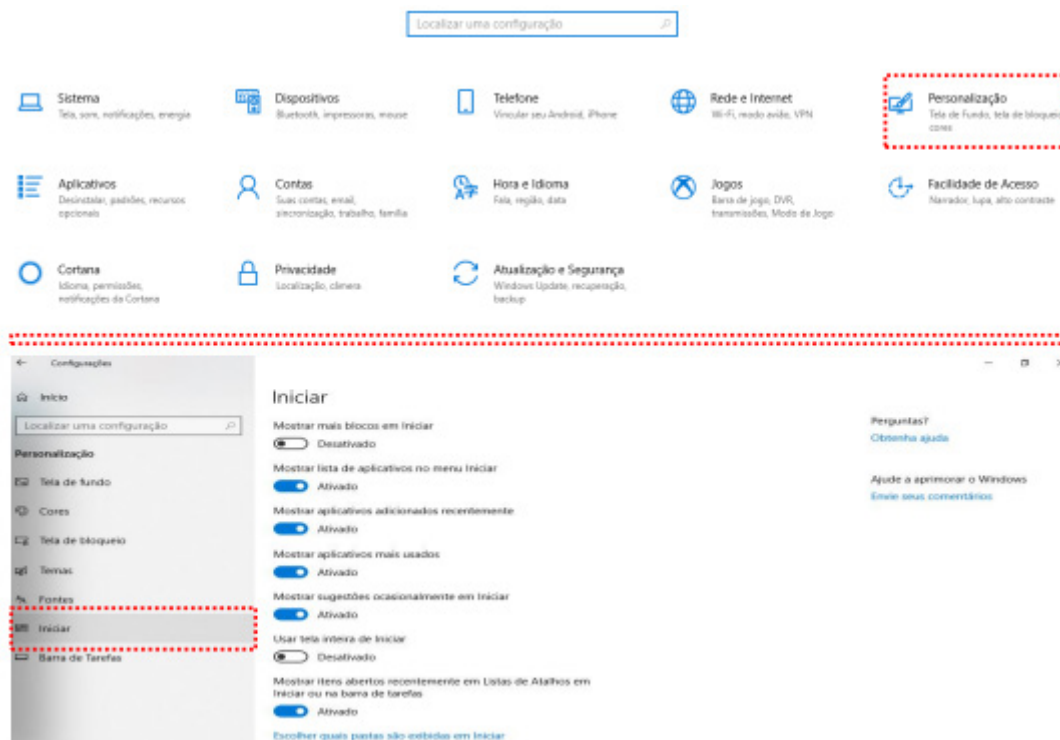 Localizar uma configuração
Sistema
Tela, som, notificações, energia
Dispositivos
Bluetooth, impressoras, mouse
Telefone
Vincular seu Android, iPhone
Rede e Internet
Wi-Fi, modo avião, VPN
Personalização
Tela de Fundo, tela de bloqueio,
cores
Aplicativos
Desinstalar, padrões, recursos
opcionais
Contas
Suas contas, email,
sincronização, trabalho, família
Hora e Idioma
Fala, região, data
Jogos
Barra de jogo, DVR,
transmissões, Modo de Jogo
Facilidade de Acesso
Narrador, lupa, alto contraste
Cortana
Idioma, permissões,
notificações da Cortana
Privacidade
Localização, câmera
Atualização e Segurança
Windows Update, recuperação,
backup
Configurações
Início
Localizar uma configuração
Personalização
Tela de fundo
Cores
Tela de bloqueio
Temas
Fontes
Iniciar
Barra de Tarefas
Iniciar
Mostrar mais blocos em Iniciar
Desativado
Mostrar lista de aplicativos no menu Iniciar
Ativado
Mostrar aplicativos adicionados recentemente
Ativado
Mostrar aplicativos mais usados
Ativado
Mostrar sugestões ocasionalmente em Iniciar
Ativado
Usar tela inteira de Iniciar
Desativado
Mostrar itens abertos recentemente em Listas de Atalhos em
Iniciar ou na barra de tarefas
Ativado
Escolher quais pastas são exibidas em Iniciar
Perguntas?
Obtenha ajuda
Ajude a aprimorar o Windows
Envie seus comentários